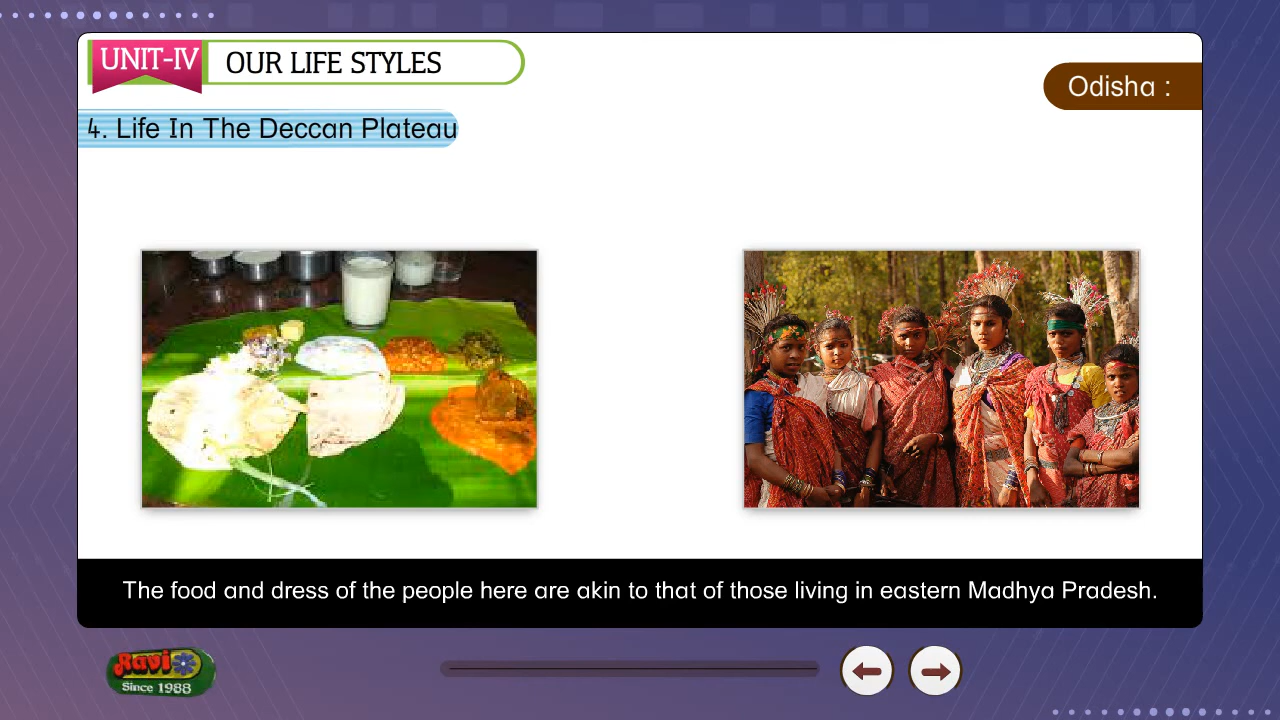 UNIT-IV OUR LIFE STYLES
Odisha :
4. Life In The Deccan Plateau
The food and dress of the people here are akin to that of those living in eastern Madhya Pradesh.
Ravi
Since 1988